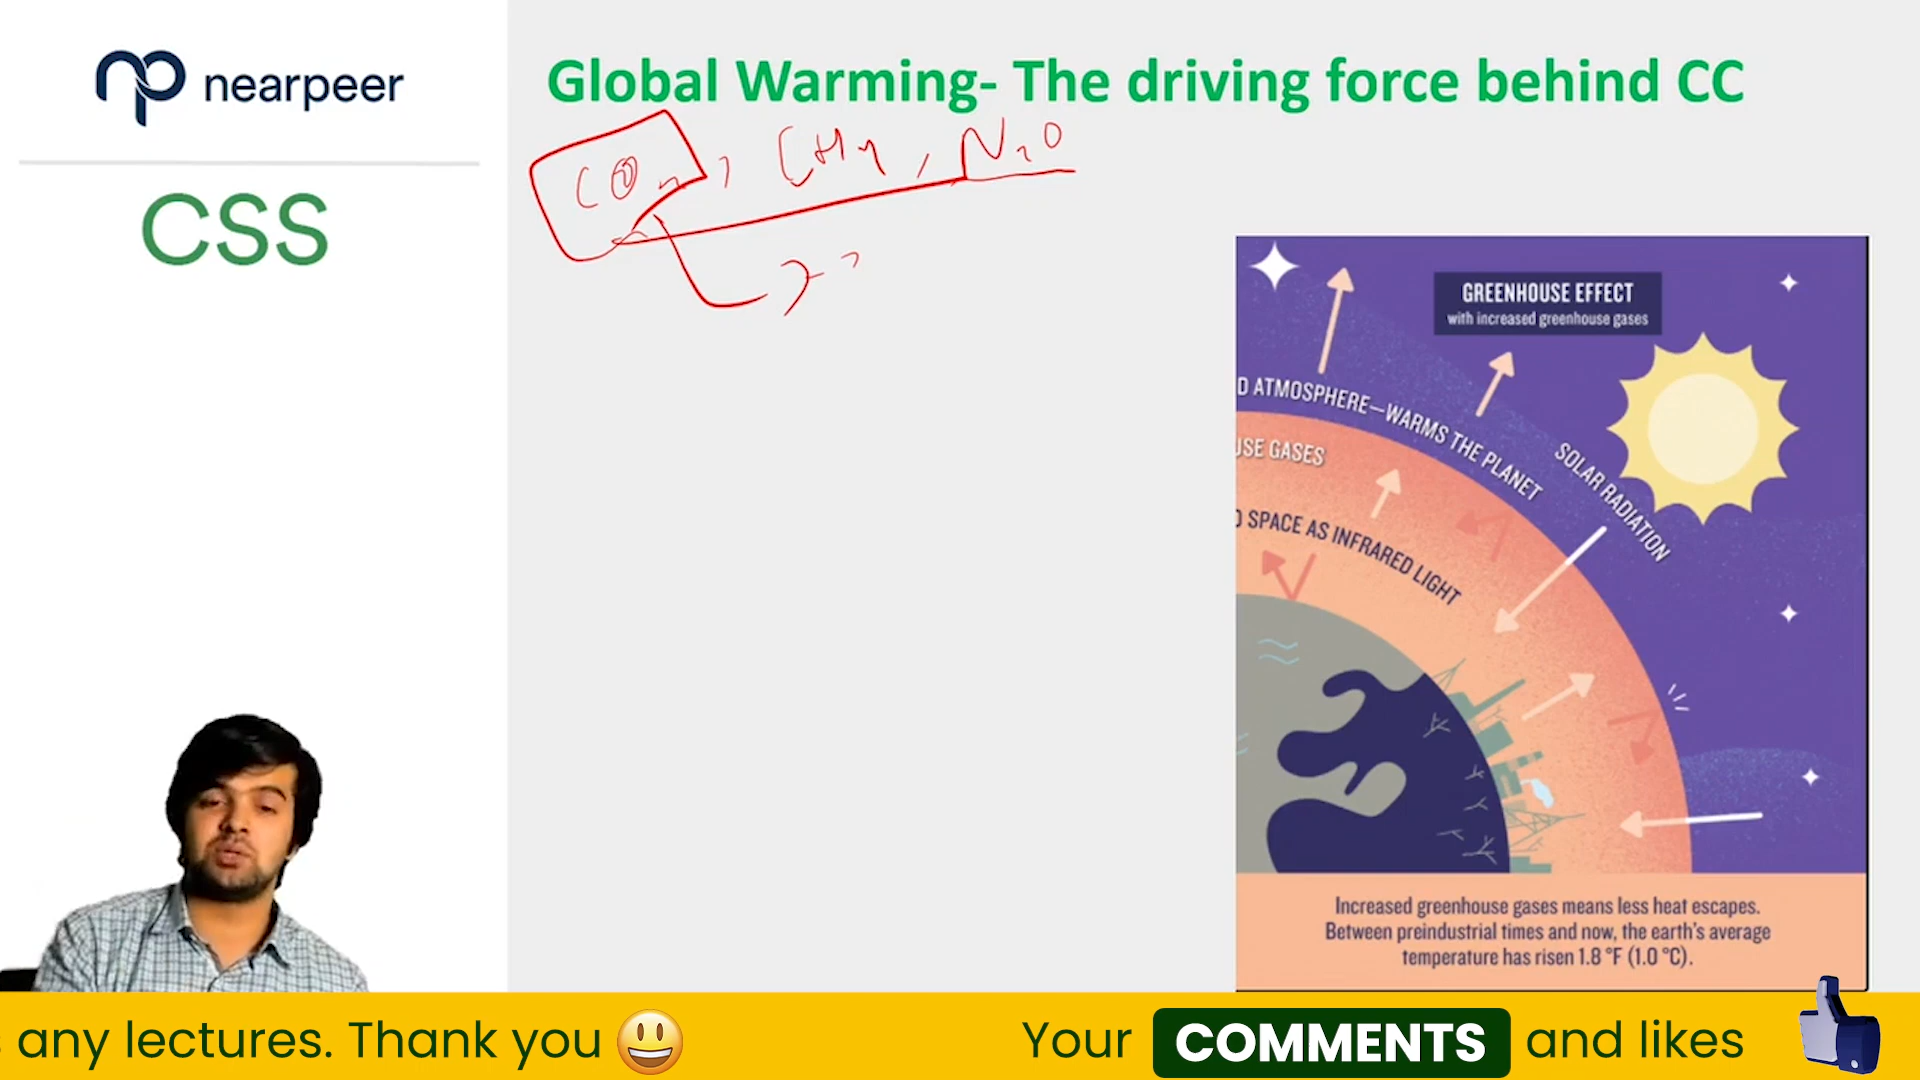 nearpeer
CSS
Global Warming- The driving force behind CC
CO2, CH4, N2O
GREENHOUSE EFFECT
with increased greenhouse gases
D ATMOSPHERE—WARMS THE PLANET
SOLAR RADIATION
USE GASES
O SPACE AS INFRARED LIGHT
Increased greenhouse gases means less heat escapes.
Between preindustrial times and now, the earth's average
temperature has risen 1.8 °F (1.0 °C).
any lectures. Thank you
Your COMMENTS and likes